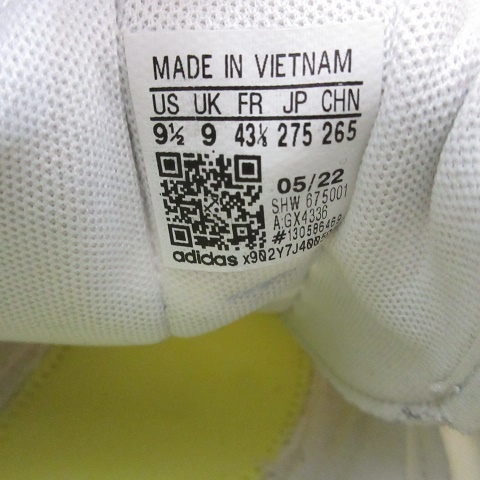 MADE IN VIETNAM
US UK FR JP CHN
9½ 9 43⅓ 275 265
05/22
SHW 675001
A:GX4336
adidas